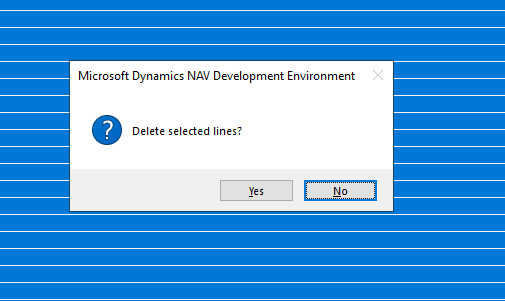 Microsoft Dynamics NAV Development Environment
Delete selected lines?
Yes
No